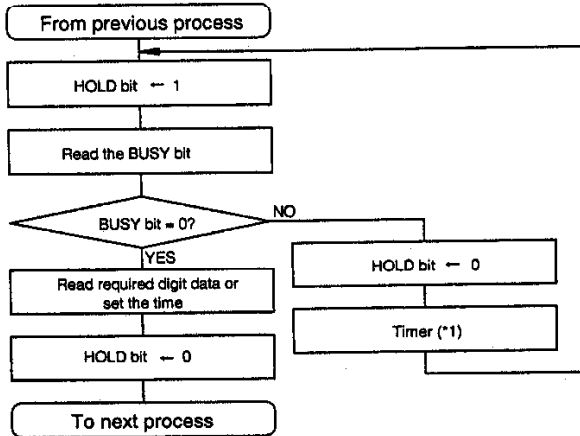 From previous process
HOLD bit ← 1
Read the BUSY bit
BUSY bit = 0?
NO
YES
Read required digit data or
set the time
HOLD bit ← 0
To next process
HOLD bit ← 0
Timer (*1)